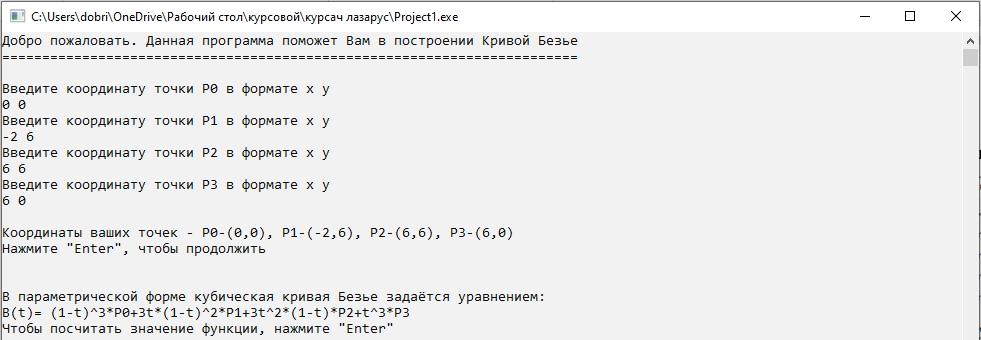 C:\Users\dobri\OneDrive\Рабочий стол\курсовой\курсач лазарус\Project1.exe
Добро пожаловать. Данная программа поможет Вам в построении Кривой Безье
========================================================================
Введите координату точки P0 в формате x y
0 0
Введите координату точки P1 в формате x y
-2 6
Введите координату точки P2 в формате x y
6 6
Введите координату точки P3 в формате x y
6 0
Координаты ваших точек - P0-(0,0), P1-(-2,6), P2-(6,6), P3-(6,0)
Нажмите "Enter", чтобы продолжить
В параметрической форме кубическая кривая Безье задаётся уравнением:
B(t)= (1-t)^3*P0+3t*(1-t)^2*P1+3t^2*(1-t)*P2+t^3*P3
Чтобы посчитать значение функции, нажмите "Enter"